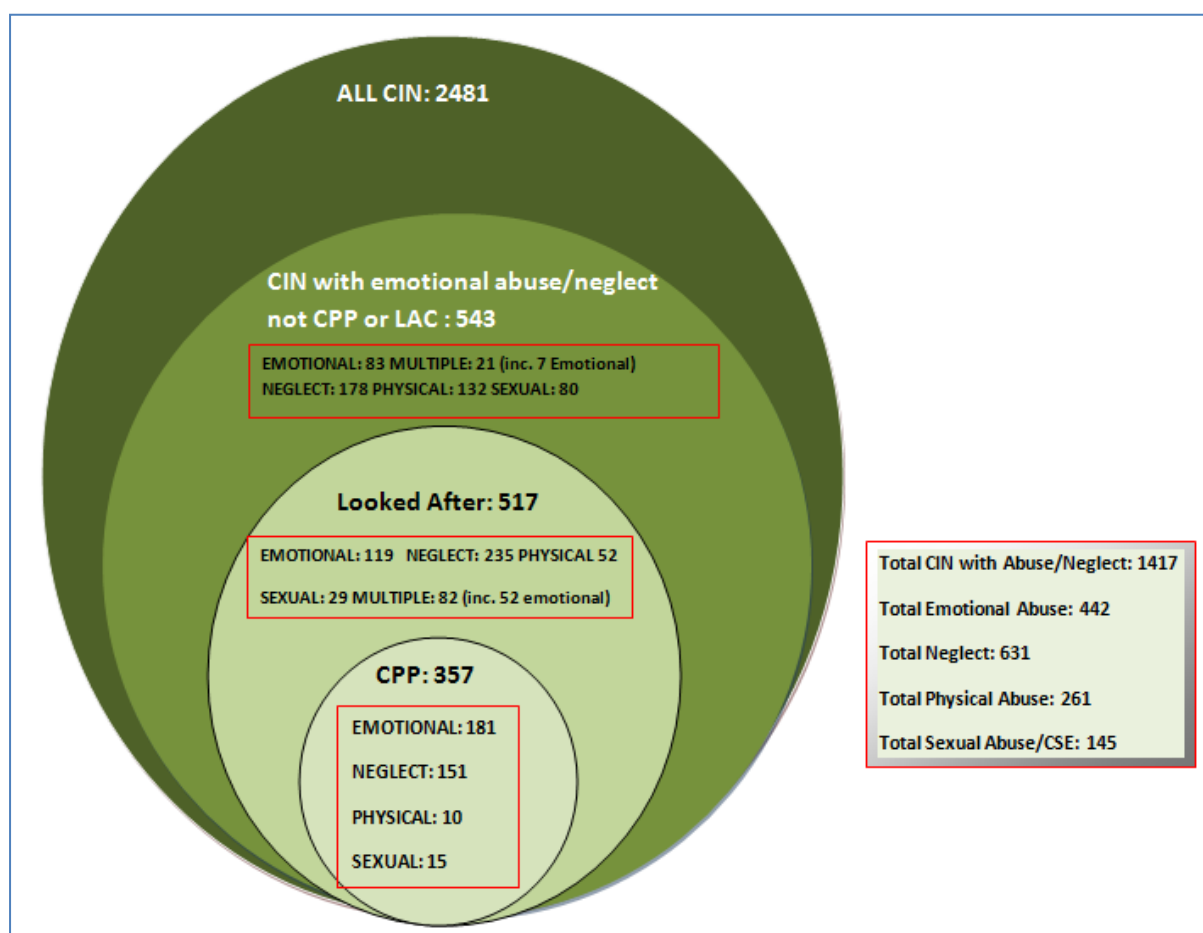 ALL CIN: 2481
CIN with emotional abuse/neglect
not CPP or LAC : 543
EMOTIONAL: 83 MULTIPLE: 21 (inc. 7 Emotional)
NEGLECT: 178 PHYSICAL: 132 SEXUAL: 80
Looked After: 517
EMOTIONAL: 119 NEGLECT: 235 PHYSICAL 52
SEXUAL: 29 MULTIPLE: 82 (inc. 52 emotional)
CPP: 357
EMOTIONAL: 181
NEGLECT: 151
PHYSICAL: 10
SEXUAL: 15
Total CIN with Abuse/Neglect: 1417
Total Emotional Abuse: 442
Total Neglect: 631
Total Physical Abuse: 261
Total Sexual Abuse/CSE: 145